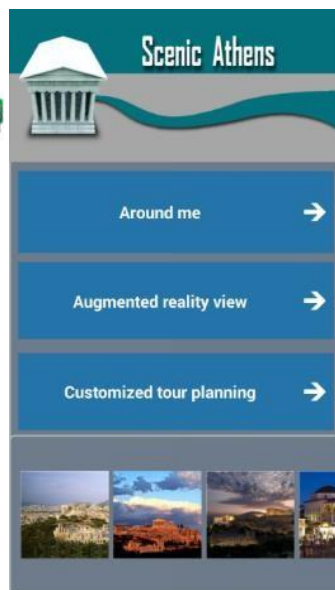 Scenic Athens
Around me
Augmented reality view
Customized tour planning